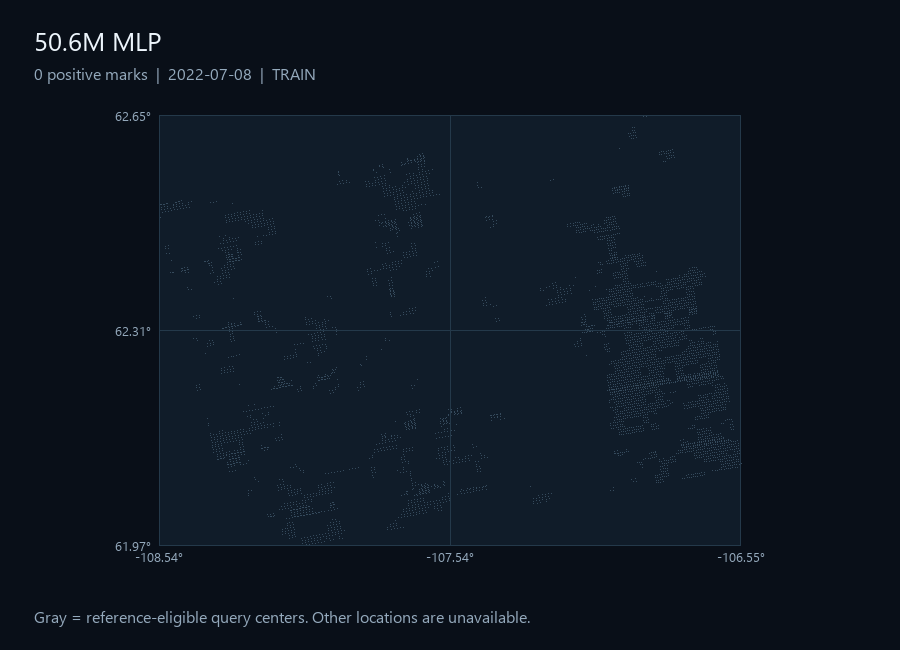 50.6M MLP
0 positive marks | 2022-07-08 | TRAIN
62.65°
62.31°
61.97°
-108.54°
-107.54°
-106.55°
Gray = reference-eligible query centers. Other locations are unavailable.